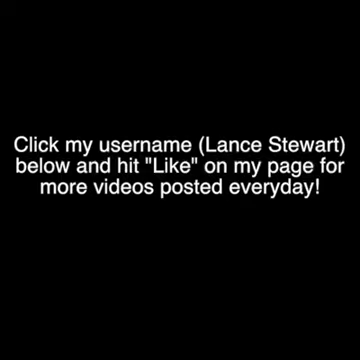 Click my username (Lance Stewart)
below and hit "Like" on my page for
more videos posted everyday!